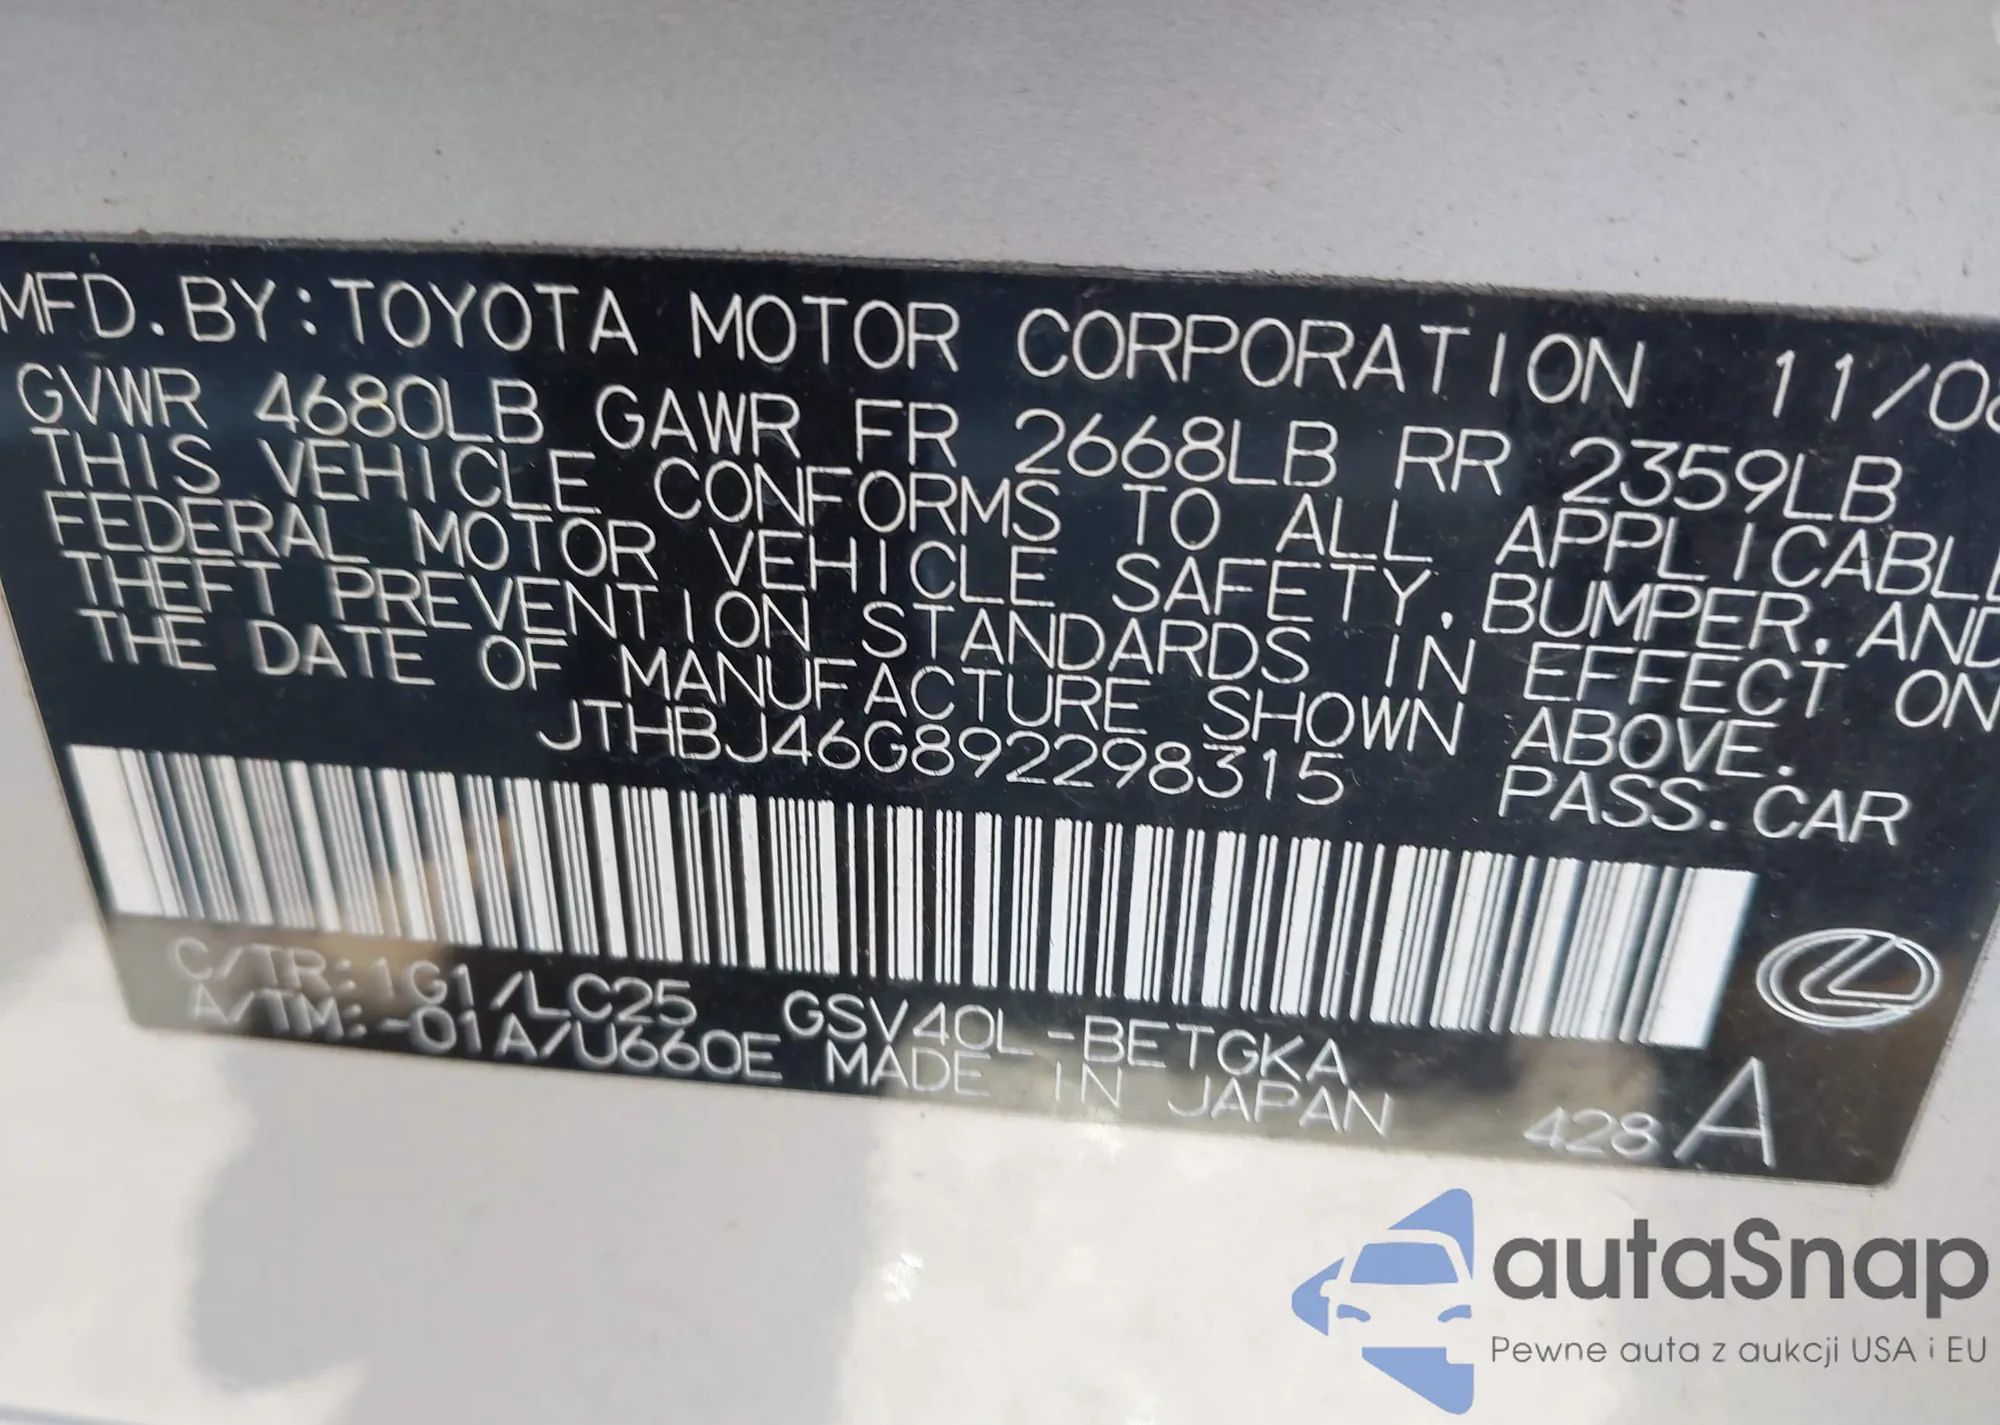 MFD. BY: TOYOTA MOTOR CORPORATION 11/08
GVWR 4680LB GAWR FR 2668LB RR 2359LB
THIS VEHICLE CONFORMS TO ALL APPLICABLE
FEDERAL MOTOR VEHICLE SAFETY, BUMPER, AND
THEFT PREVENTION STANDARDS IN EFFECT ON
THE DATE OF MANUFACTURE SHOWN ABOVE.
JTHBJ46G892298315 PASS. CAR
C/TR: 1G1/LC25 GSV40L-BETGKA
A/TM: -01A/U660E MADE IN JAPAN 428 A
autaSnap
Pewne auta z aukcji USA i EU